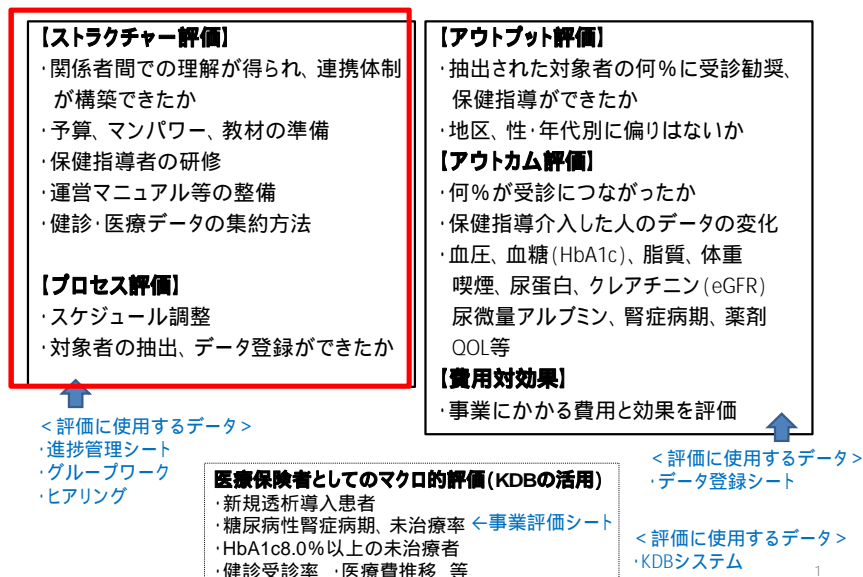 【ストラクチャー評価】
･関係者間での理解が得られ、連携体制
が構築できたか
･予算、マンパワー、教材の準備
･保健指導者の研修
･運営マニュアル等の整備
･健診･医療データの集約方法
【プロセス評価】
･スケジュール調整
･対象者の抽出、データ登録ができたか
<評価に使用するデータ>
･進捗管理シート
･グループワーク
･ヒアリング
【アウトプット評価】
･抽出された対象者の何%に受診勧奨、
保健指導ができたか
･地区、性･年代別に偏りはないか
【アウトカム評価】
･何%が受診につながったか
･保健指導介入した人のデータの変化
･血圧、血糖(HbA1c)、脂質、体重
喫煙、尿蛋白、クレアチニン(eGFR)
尿微量アルブミン、腎症病期、薬剤
QOL等
【費用対効果】
･事業にかかる費用と効果を評価
<評価に使用するデータ>
･データ登録シート
医療保険者としてのマクロ的評価(KDBの活用)
･新規透析導入患者
･糖尿病性腎症病期、未治療率 ←事業評価シート
･HbA1c8.0%以上の未治療者
･健診受診率 ･医療費推移 等
<評価に使用するデータ>
･KDBシステム
1